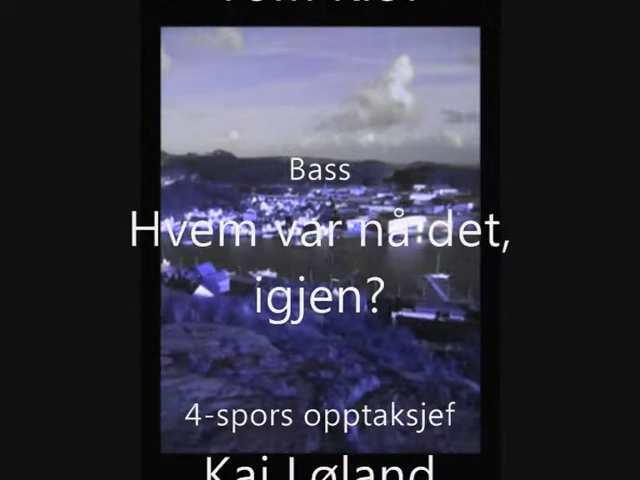 Bass
Hvem var nå det,
igjen?
4-spors opptaksjef
Kai Løland